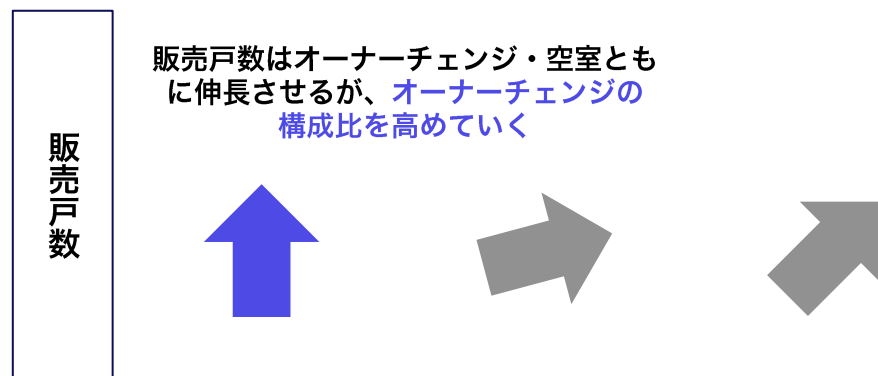 販売戸数
販売戸数はオーナーチェンジ・空室とも
に伸長させるが、オーナーチェンジの
構成比を高めていく